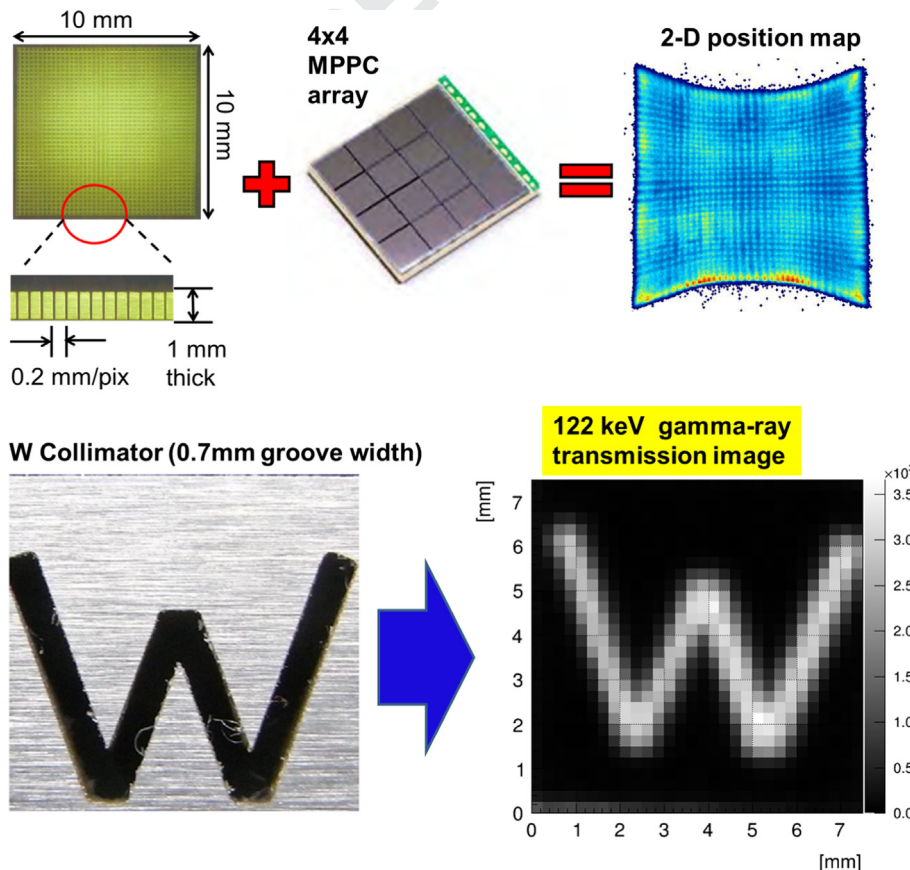 10 mm
10 mm
4x4
MPPC
array
2-D position map
0.2 mm/pix
1 mm
thick
W Collimator (0.7mm groove width)
122 keV gamma-ray
transmission image
[mm]
7
6
5
4
3
2
1
0
0 1 2 3 4 5 6 7
[mm]
3.5
3.0
2.5
2.0
1.5
1.0
0.5
0.0